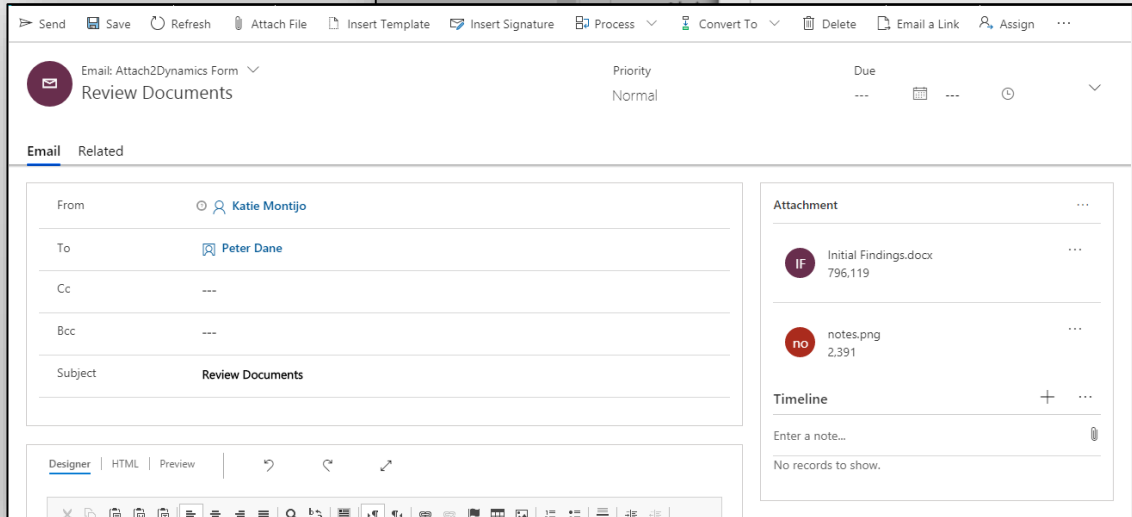 Send Save Refresh Attach File Insert Template Insert Signature Process Convert To Delete Email a Link Assign ...
Email: Attach2Dynamics Form
Review Documents
Priority
Normal
Due
--- ---
Email Related
From Katie Montijo
To Peter Dane
Cc ---
Bcc ---
Subject Review Documents
Attachment ...
IF Initial Findings.docx ...
796,119
no notes.png ...
2,391
Timeline + ...
Enter a note...
No records to show.
Designer | HTML | Preview